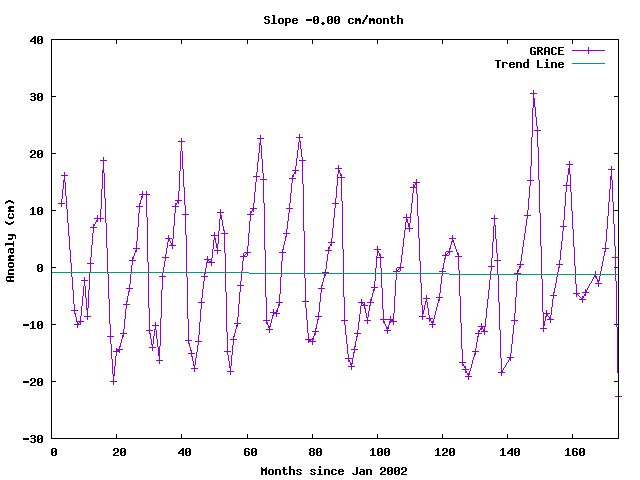 Slope -0.00 cm/month
GRACE
Trend Line
Anomaly (cm)
40
30
20
10
0
-10
-20
-30
0 20 40 60 80 100 120 140 160
Months since Jan 2002